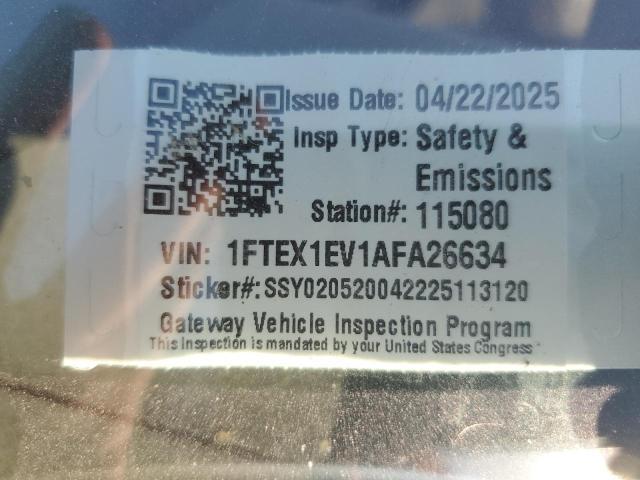 Issue Date: 04/22/2025
Insp Type: Safety &
Emissions
Station#: 115080
VIN: 1FTEX1EV1AFA26634
Sticker#: SSY020520042225113120
Gateway Vehicle Inspection Program
This Inspection is mandated by your United States Congress